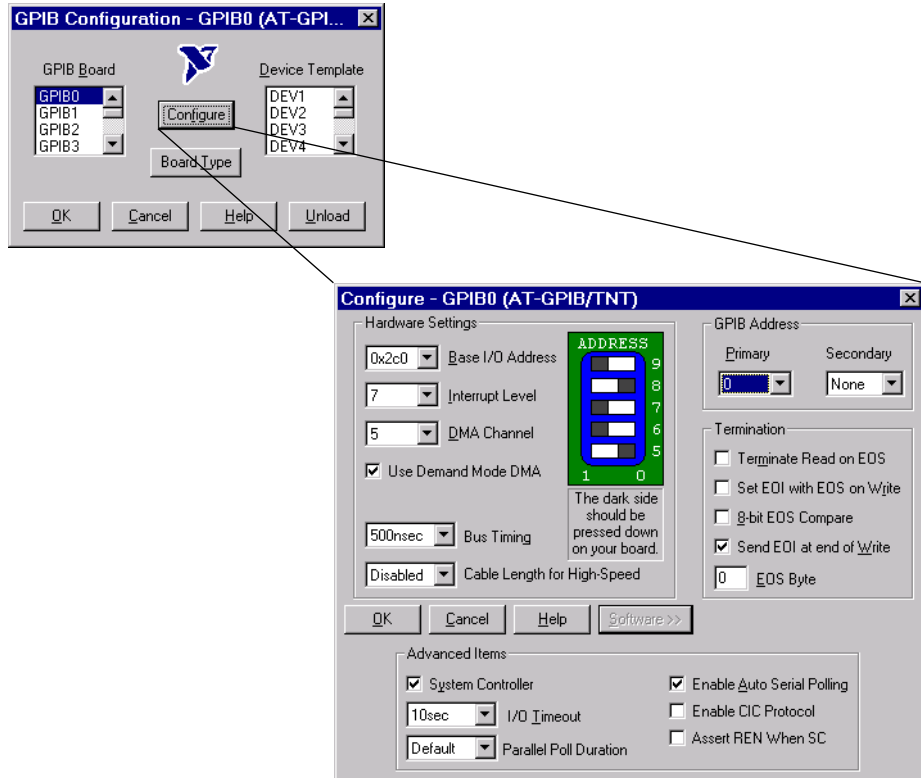 GPIB Configuration - GPIB0 (AT-GPI...
GPIB Board
Device Template
GPIB0
GPIB1
GPIB2
GPIB3
Configure
Board Type
DEV1
DEV2
DEV3
DEV4
OK
Cancel
Help
Unload
Configure - GPIB0 (AT-GPIB/TNT)
Hardware Settings
0x2c0 Base I/O Address
7 Interrupt Level
5 DMA Channel
Use Demand Mode DMA
500nsec Bus Timing
Disabled Cable Length for High-Speed
ADDRESS
9
8
7
6
5
1 0
The dark side
should be
pressed down
on your board.
GPIB Address
Primary Secondary
0 None
Termination
Terminate Read on EOS
Set EOI with EOS on Write
8-bit EOS Compare
Send EOI at end of Write
0 EOS Byte
OK
Cancel
Help
Software >>
Advanced Items
System Controller
10sec I/O Timeout
Default Parallel Poll Duration
Enable Auto Serial Polling
Enable CIC Protocol
Assert REN When SC